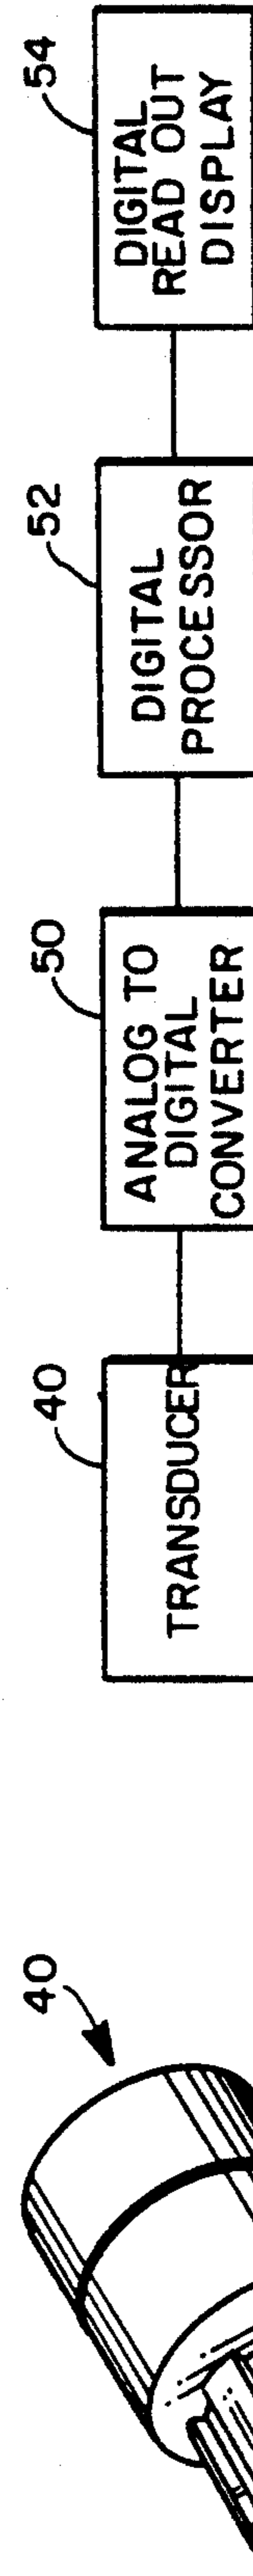 40
40
TRANSDUCER
50
ANALOG TO
DIGITAL
CONVERTER
52
DIGITAL
PROCESSOR
54
DIGITAL
READ OUT
DISPLAY